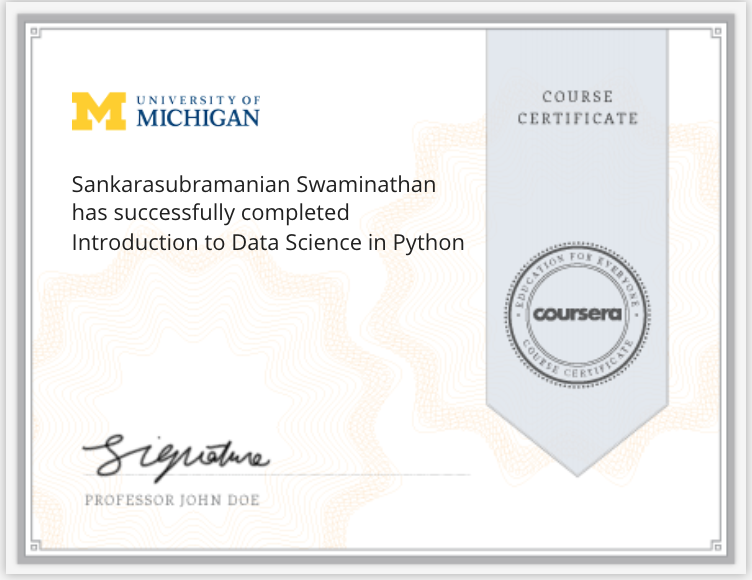 UNIVERSITY OF
MICHIGAN
COURSE
CERTIFICATE
Sankarasubramanian Swaminathan
has successfully completed
Introduction to Data Science in Python
EDUCATION FOR EVERYONE
coursera
COURSE CERTIFICATE
Signature
PROFESSOR JOHN DOE